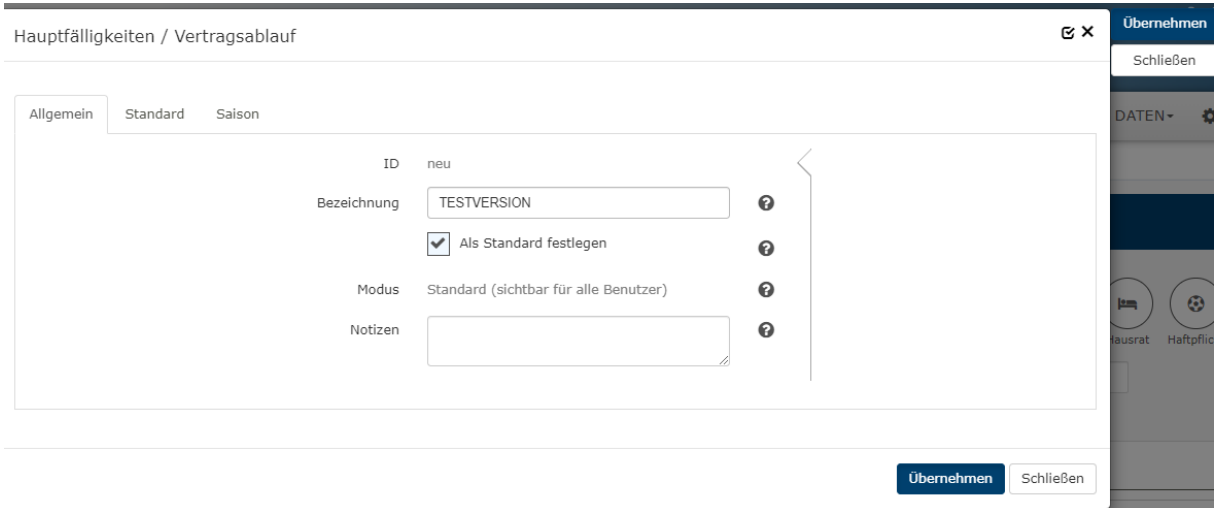 Hauptfälligkeiten / Vertragsablauf
Übernehmen
Schließen
Allgemein Standard Saison
DATEN
ID neu
Bezeichnung TESTVERSION
Als Standard festlegen
Modus Standard (sichtbar für alle Benutzer)
Notizen
Übernehmen Schließen